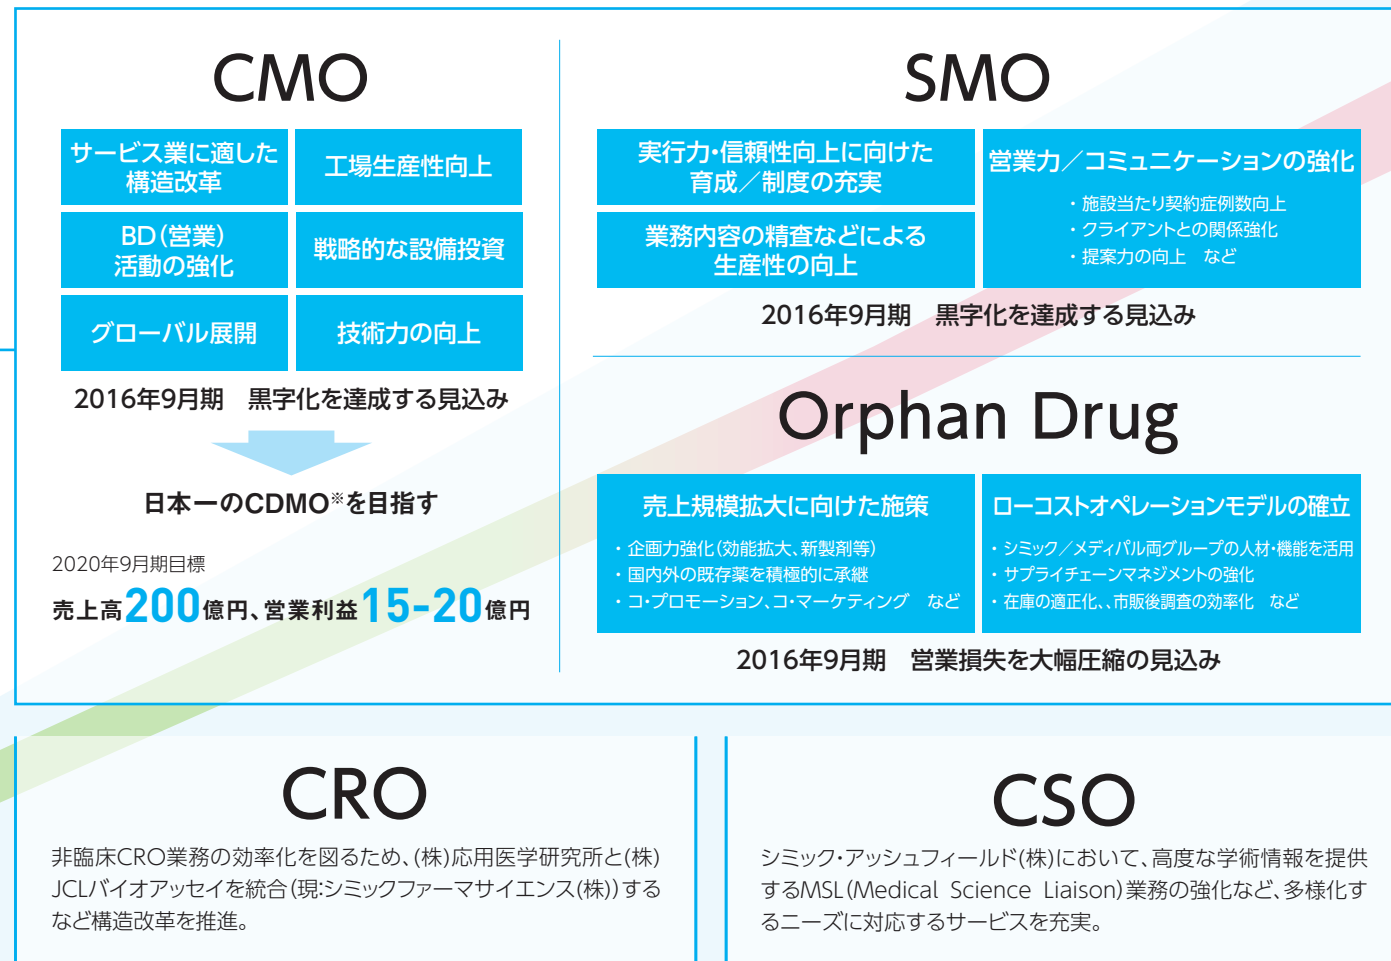 CMO
サービス業に適した
構造改革
工場生産性向上
BD(営業)
活動の強化
戦略的な設備投資
グローバル展開
技術力の向上
2016年9月期　黒字化を達成する見込み
日本一のCDMO※を目指す
2020年9月期目標
売上高200億円、営業利益15-20億円
SMO
実行力・信頼性向上に向けた
育成／制度の充実
業務内容の精査などによる
生産性の向上
営業力／コミュニケーションの強化
・施設当たり契約症例数向上
・クライアントとの関係強化
・提案力の向上　など
2016年9月期　黒字化を達成する見込み
Orphan Drug
売上規模拡大に向けた施策
・企画力強化(効能拡大、新製剤等)
・国内外の既存薬を積極的に承継
・コ・プロモーション、コ・マーケティング　など
ローコストオペレーションモデルの確立
・シミック／メディパル両グループの人材・機能を活用
・サプライチェーンマネジメントの強化
・在庫の適正化、、市販後調査の効率化　など
2016年9月期　営業損失を大幅圧縮の見込み
CRO
非臨床CRO業務の効率化を図るため、(株)応用医学研究所と(株)
JCLバイオアッセイを統合(現:シミックファーマサイエンス(株))する
など構造改革を推進。
CSO
シミック・アッシュフィールド(株)において、高度な学術情報を提供
するMSL(Medical Science Liaison)業務の強化など、多様化す
るニーズに対応するサービスを充実。